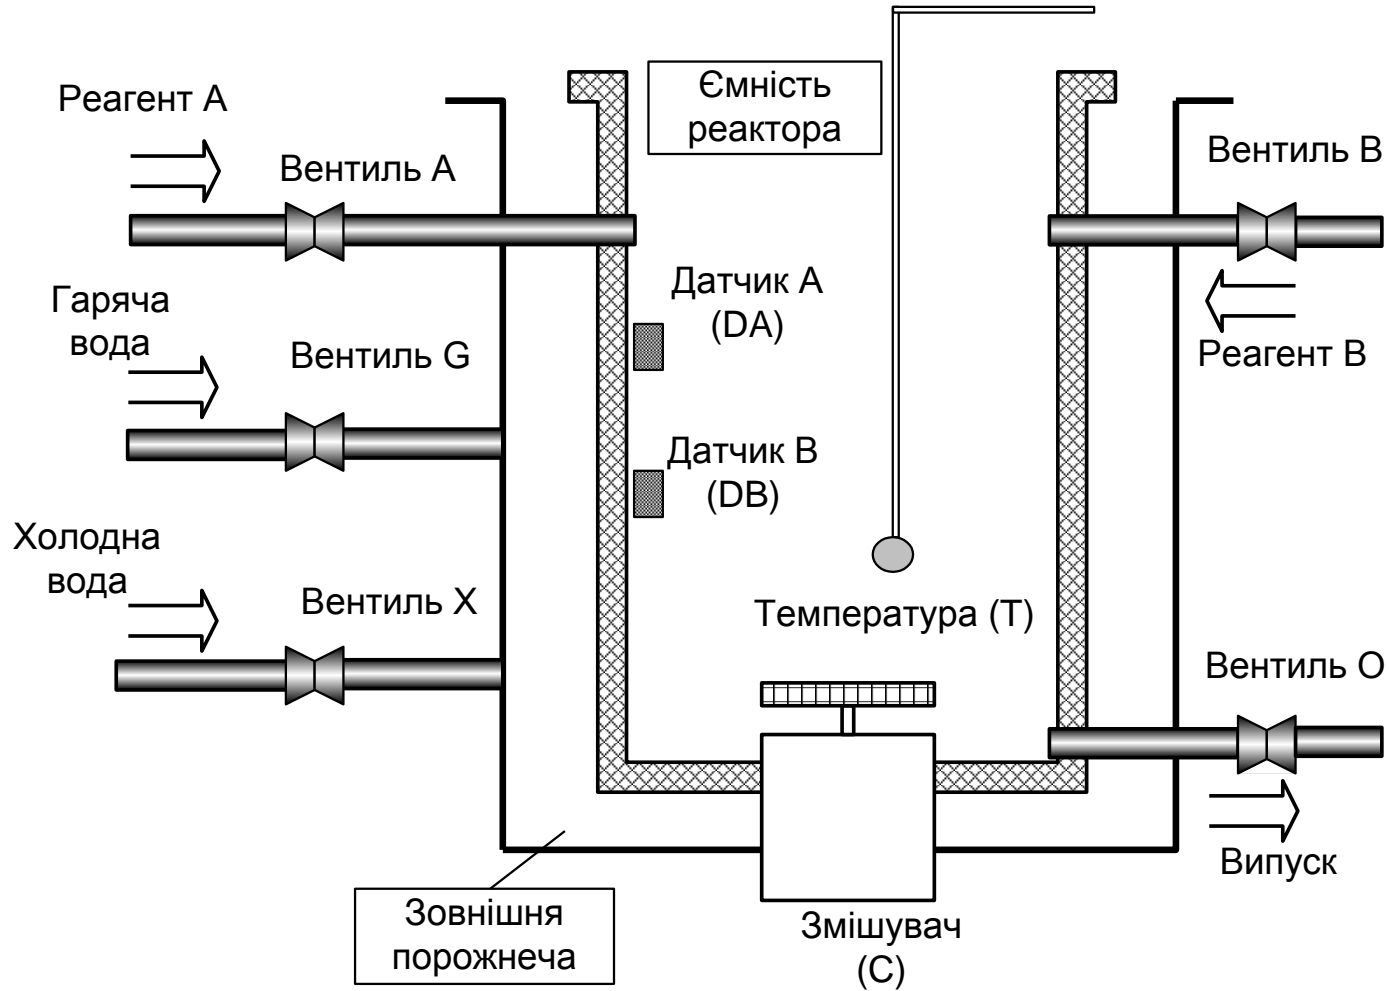 Ємність
реактора
Реагент А
Вентиль А
Вентиль В
Датчик А
(DA)
Гаряча
вода
Вентиль G
Реагент В
Датчик В
(DB)
Холодна
вода
Вентиль Х
Температура (Т)
Вентиль О
Випуск
Зовнішня
порожнеча
Змішувач
(С)